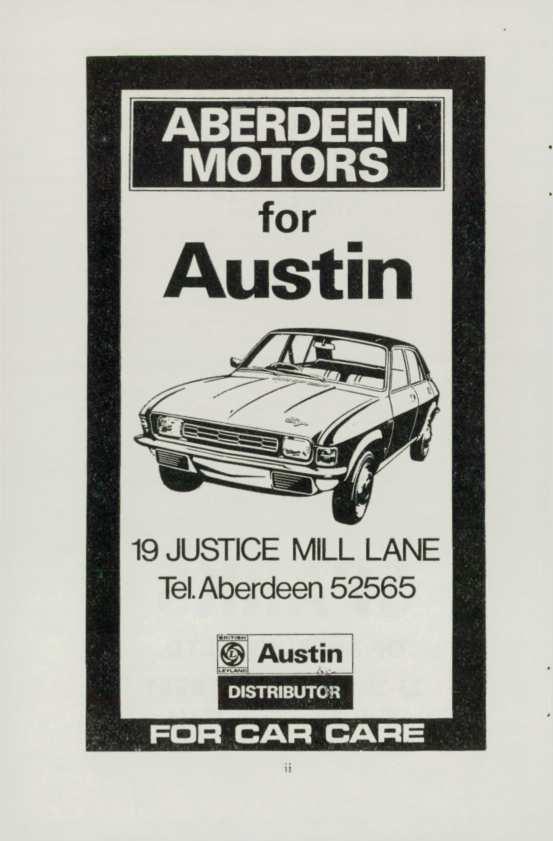 ABERDEEN
MOTORS
for
Austin
19 JUSTICE MILL LANE
Tel. Aberdeen 52565
BRITISH
LEYLAND
Austin
DISTRIBUTOR
FOR CAR CARE
ii